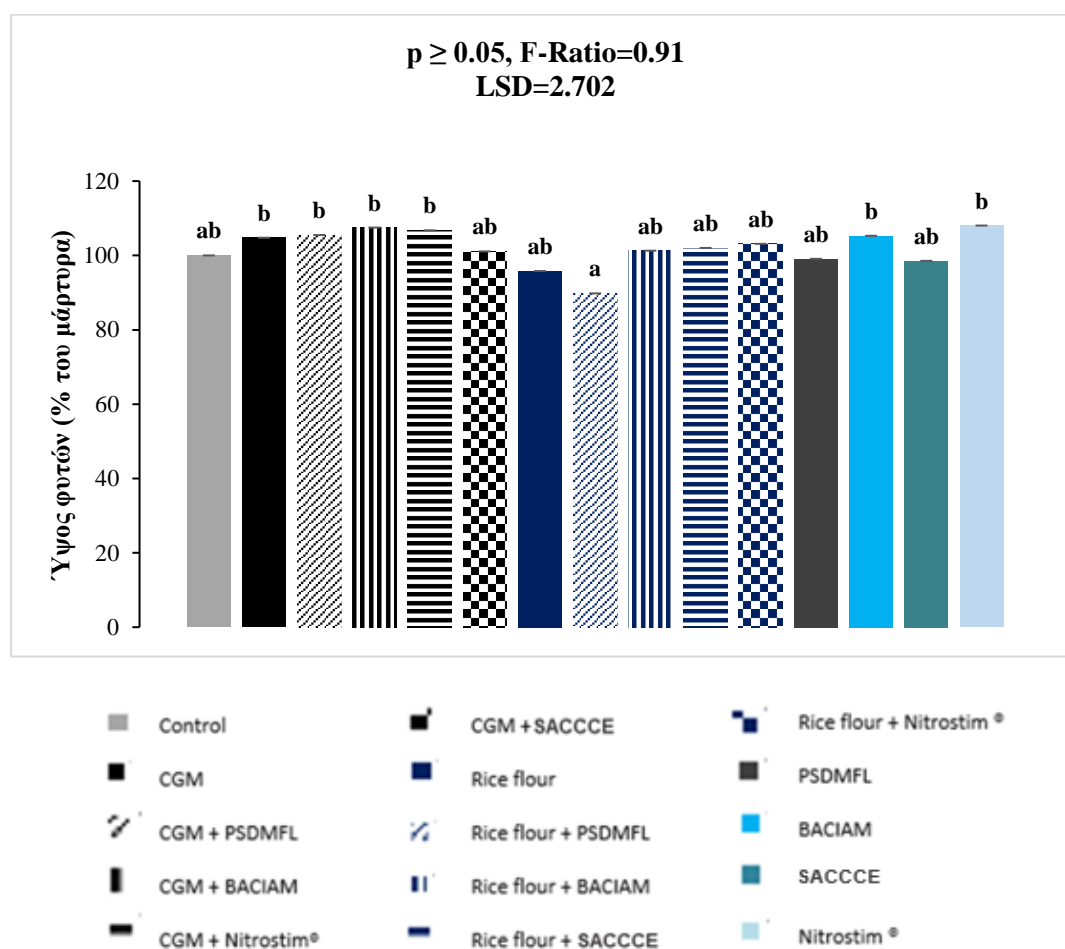 p ≥ 0.05, F-Ratio=0.91
LSD=2.702
Ύψος φυτών (% του μάρτυρα)
120
100
80
60
40
20
0
ab
b
b
b
b
ab
ab
a
ab
ab
ab
ab
b
ab
b
Control
CGM
CGM + PSDMFL
CGM + BACIAM
CGM + Nitrostim®
CGM +SACCCE
Rice flour
Rice flour + PSDMFL
Rice flour + BACIAM
Rice flour + SACCCE
Rice flour + Nitrostim ®
PSDMFL
BACIAM
SACCCE
Nitrostim ®